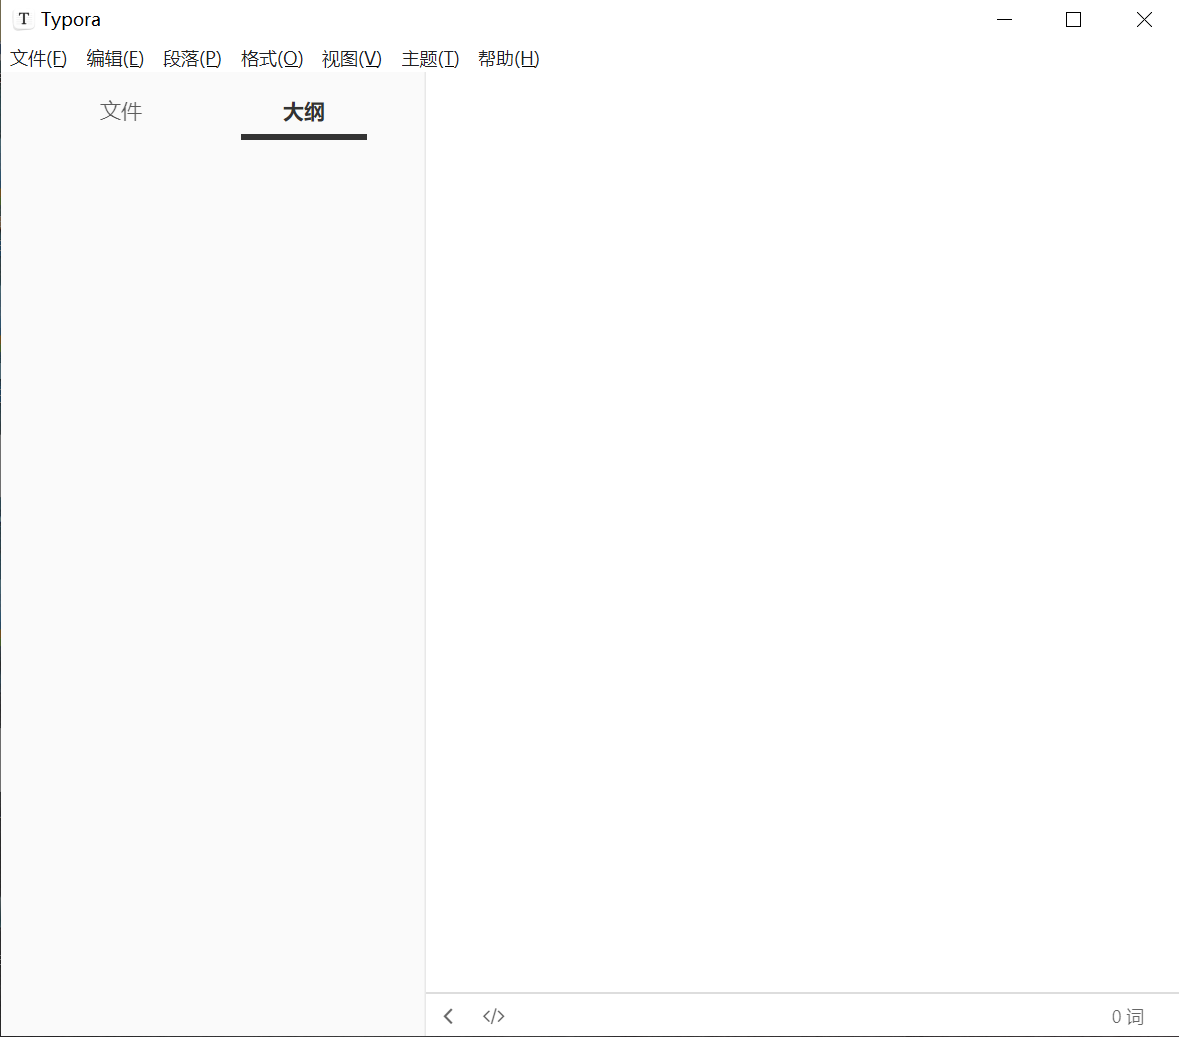 T Typora
文件(F) 编辑(E) 段落(P) 格式(O) 视图(V) 主题(T) 帮助(H)
文件 大纲
</> 0 词